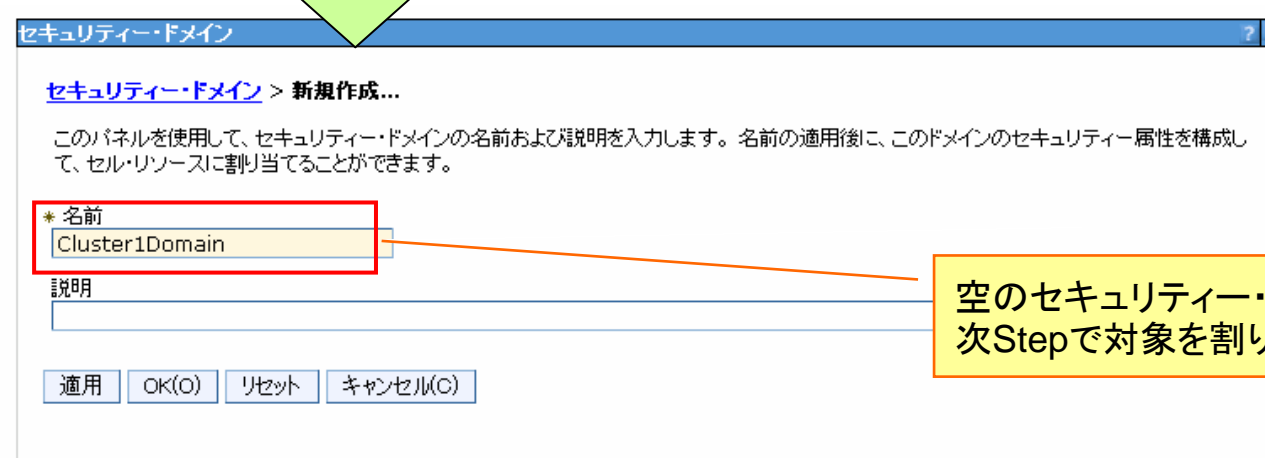 セキュリティー・ドメイン ?
セキュリティー・ドメイン > 新規作成...
このパネルを使用して、セキュリティー・ドメインの名前および説明を入力します。名前の適用後に、このドメインのセキュリティー属性を構成し
て、セル・リソースに割り当てることができます。
* 名前
Cluster1Domain
説明
空のセキュリティー・
次Stepで対象を割り
適用 OK(O) リセット キャンセル(C)